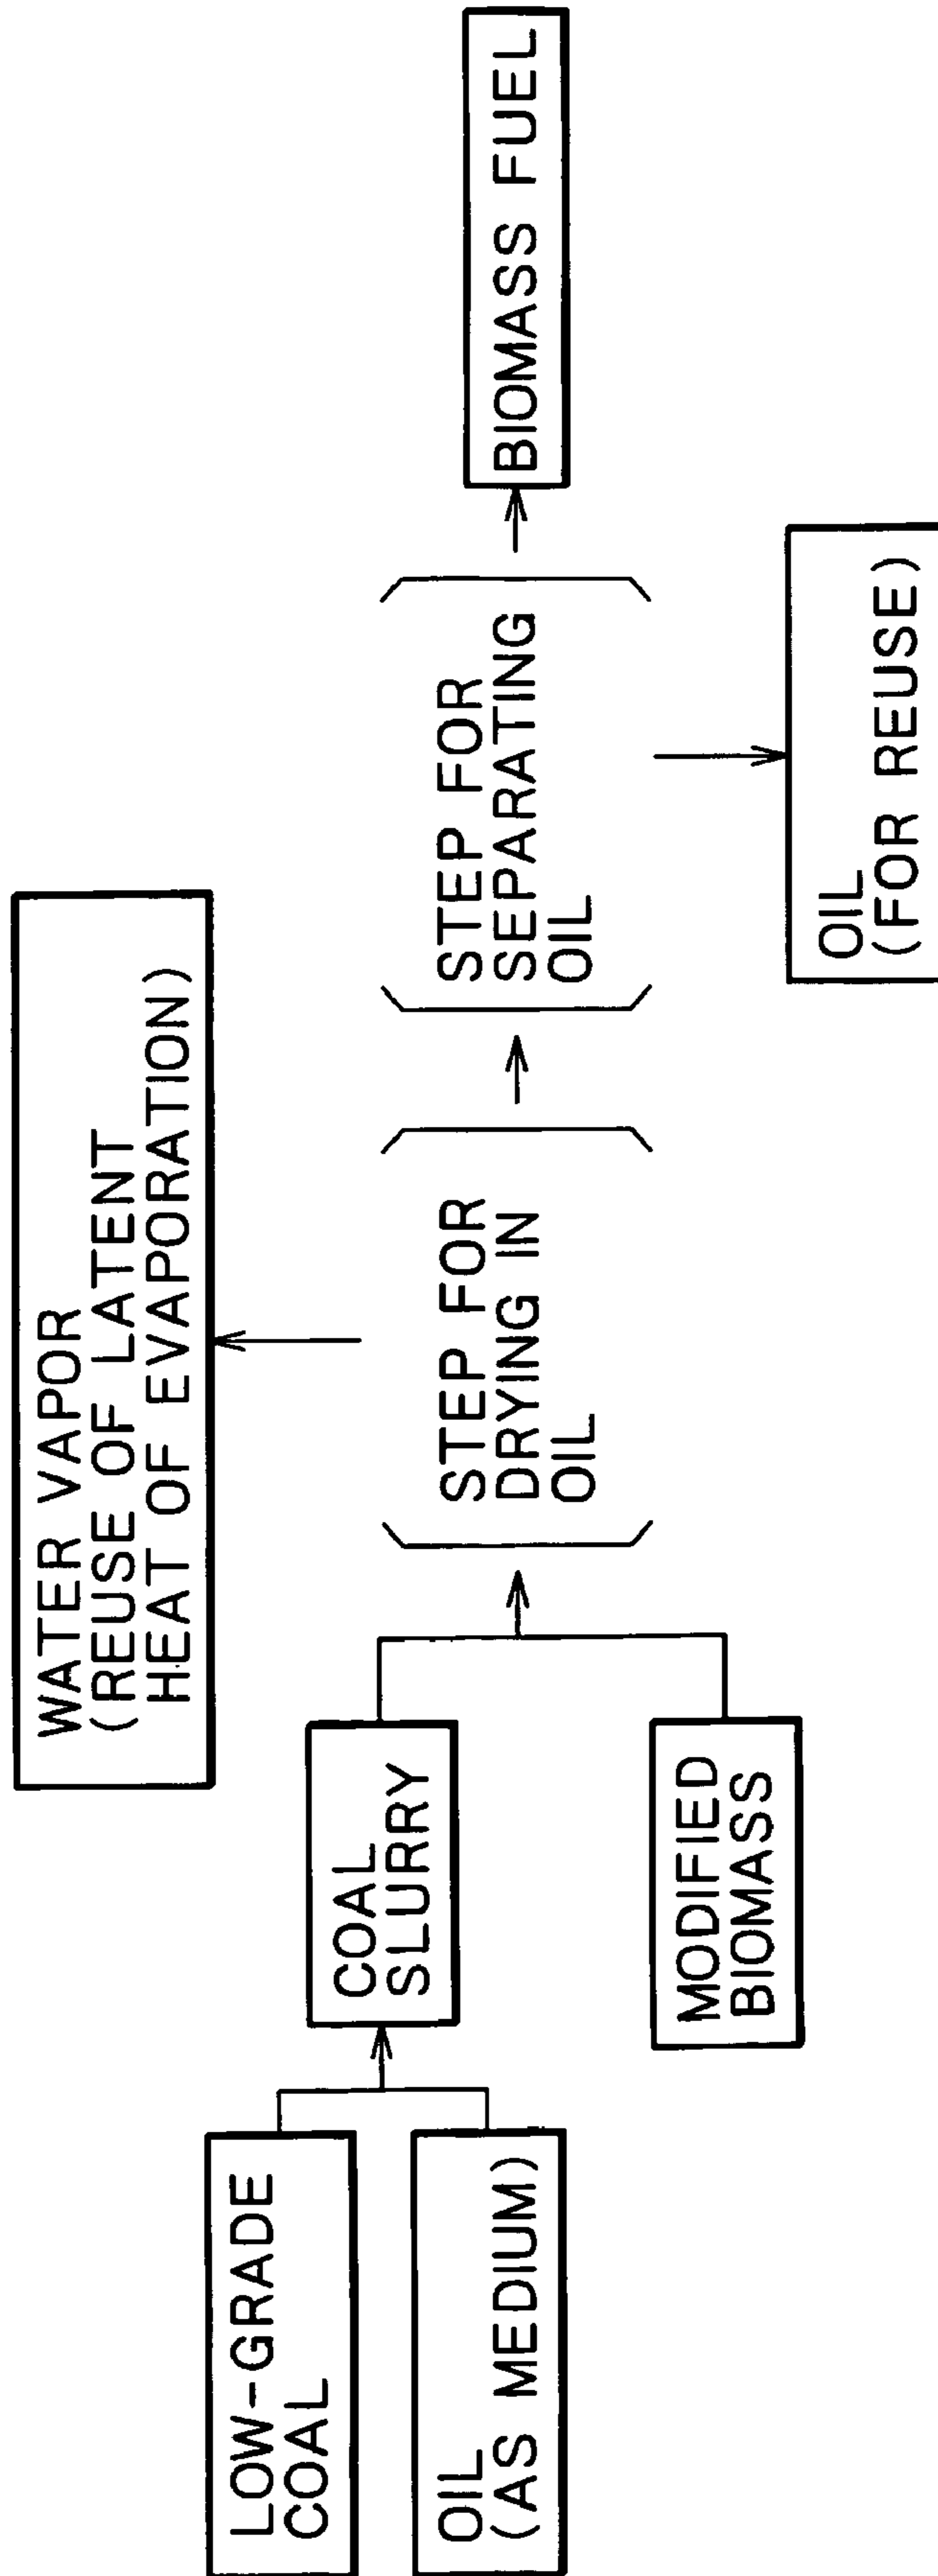 LOW-GRADE
COAL
OIL
(AS MEDIUM)
COAL
SLURRY
MODIFIED
BIOMASS
WATER VAPOR
(REUSE OF LATENT
HEAT OF EVAPORATION)
STEP FOR
DRYING IN
OIL
STEP FOR
SEPARATING
OIL
OIL
(FOR REUSE)
BIOMASS FUEL